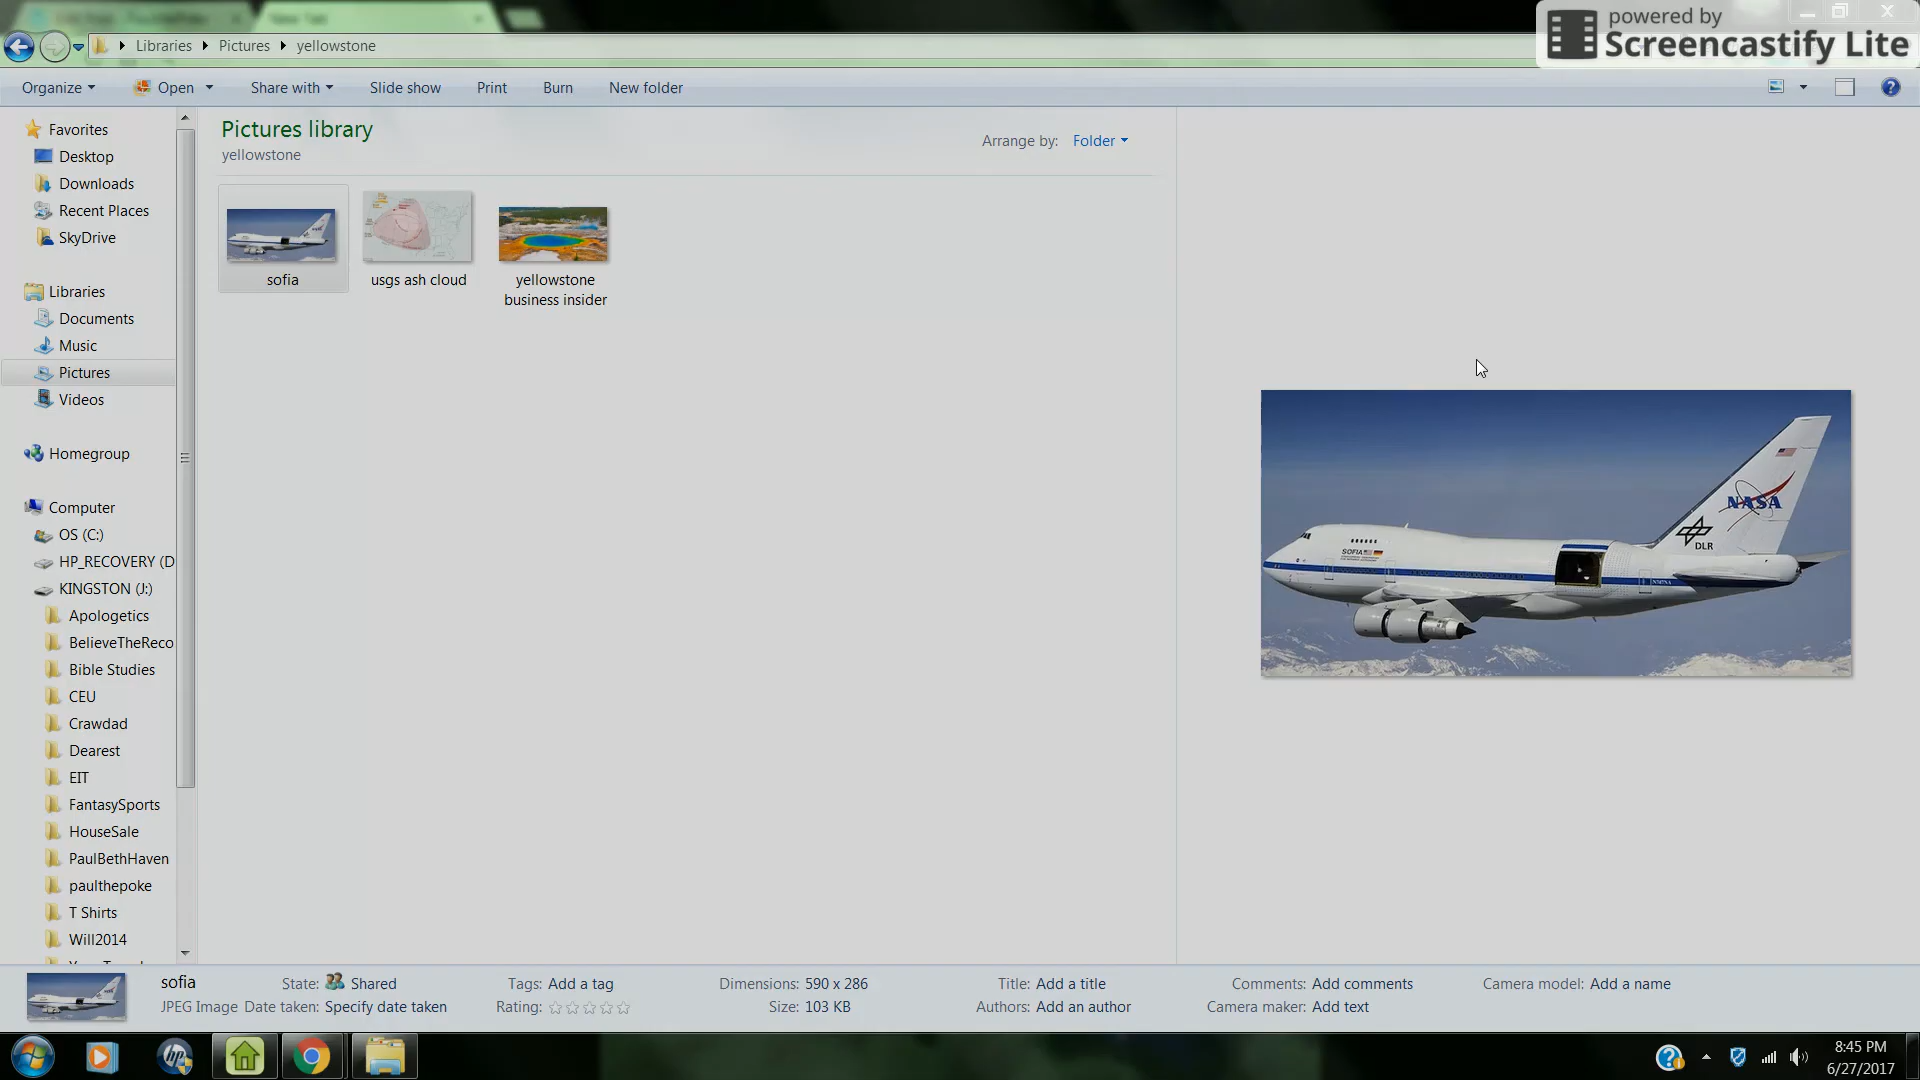 New Tab
powered by
Screencastify Lite
Libraries
Pictures
yellowstone
Organize
Open
Share with
Slide show
Print
Burn
New folder
Favorites
Desktop
Downloads
Recent Places
SkyDrive
Libraries
Documents
Music
Pictures
Videos
Homegroup
Computer
OS (C:)
HP_RECOVERY (D
KINGSTON (J:)
Apologetics
BelieveTheReco
Bible Studies
CEU
Crawdad
Dearest
EIT
FantasySports
HouseSale
PaulBethHaven
paulthepoke
T Shirts
Will2014
Pictures library
yellowstone
Arrange by: Folder
sofia
usgs ash cloud
yellowstone
business insider
SOFIA
NASA
DLR
sofia
State: Shared
Tags: Add a tag
Dimensions: 590 x 286
Title: Add a title
Comments: Add comments
Camera model: Add a name
JPEG Image
Date taken: Specify date taken
Rating:
Size: 103 KB
Authors: Add an author
Camera maker: Add text
hp
8:45 PM
6/27/2017